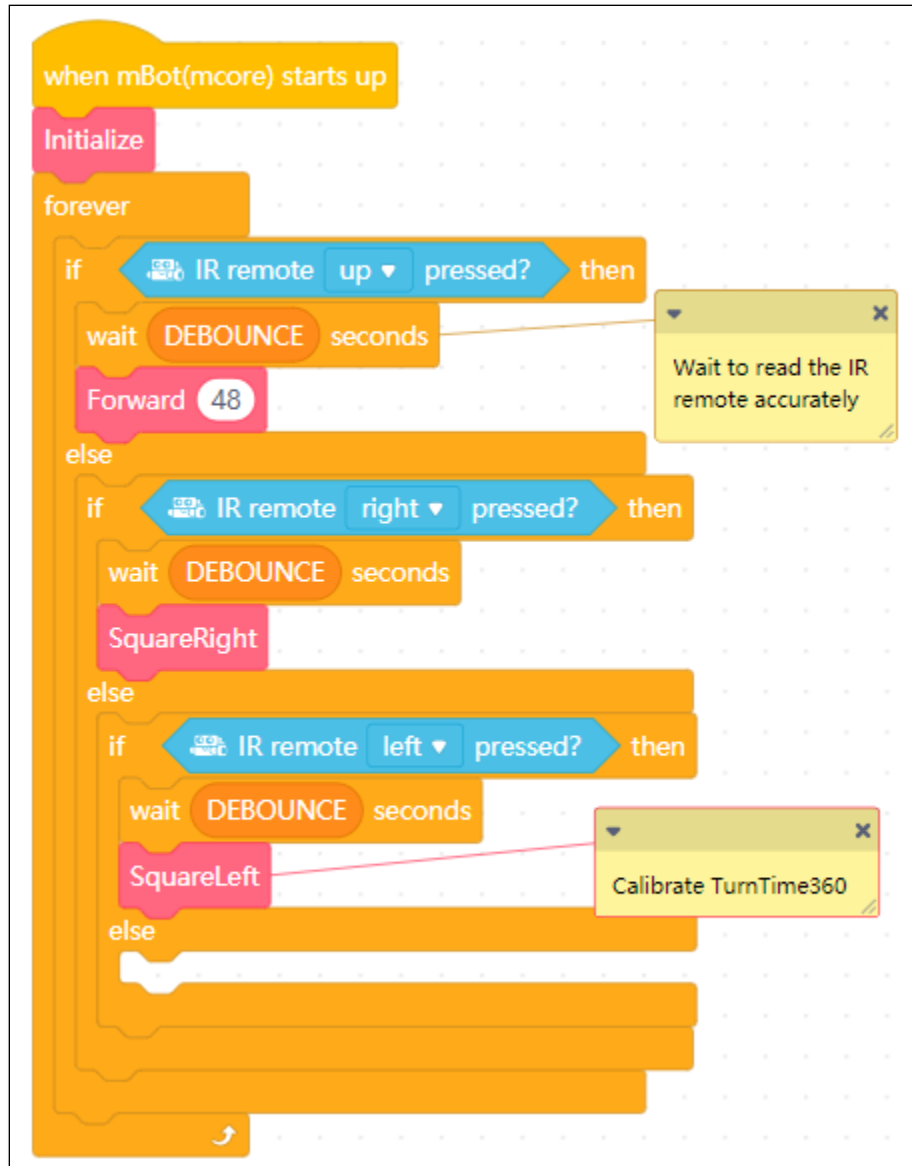 when mBot(mcore) starts up
Initialize
forever
if IR remote up pressed? then
wait DEBOUNCE seconds
Wait to read the IR
remote accurately
Forward 48
else
if IR remote right pressed? then
wait DEBOUNCE seconds
SquareRight
else
if IR remote left pressed? then
wait DEBOUNCE seconds
SquareLeft
Calibrate TurnTime360
else